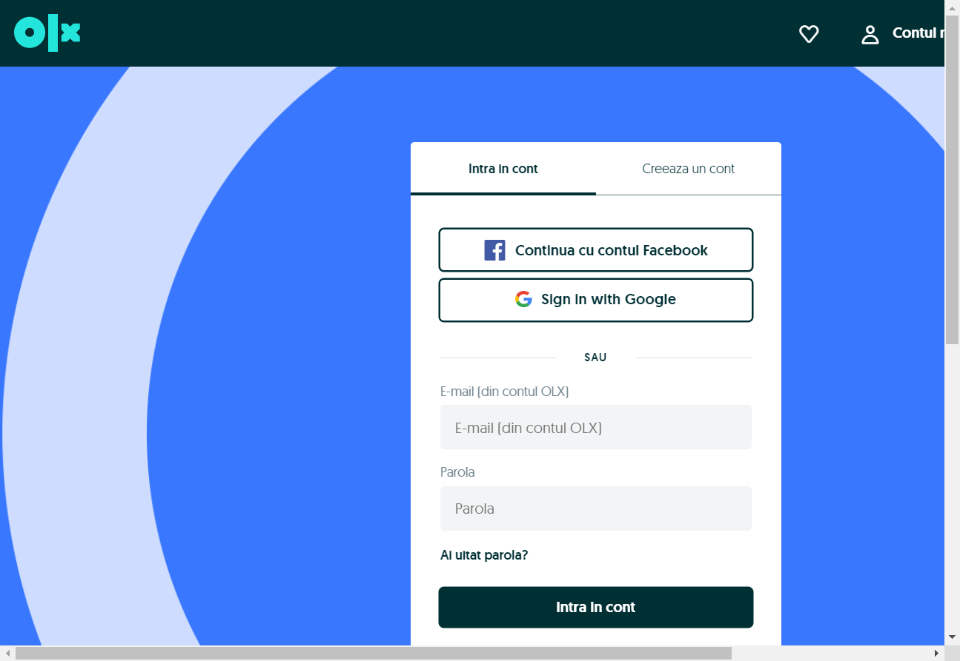 olx
Contul
Intra in cont
Creeaza un cont
Continua cu contul Facebook
Sign in with Google
SAU
E-mail (din contul OLX)
E-mail (din contul OLX)
Parola
Parola
Ai uitat parola?
Intra in cont